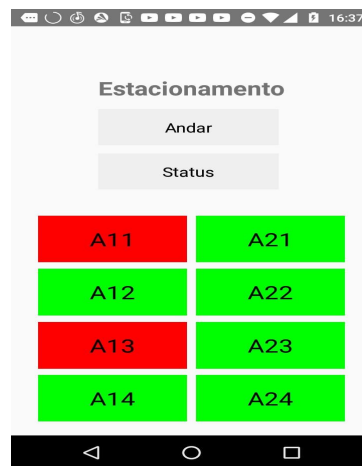 16:37
Estacionamento
Andar
Status
A11 A21
A12 A22
A13 A23
A14 A24